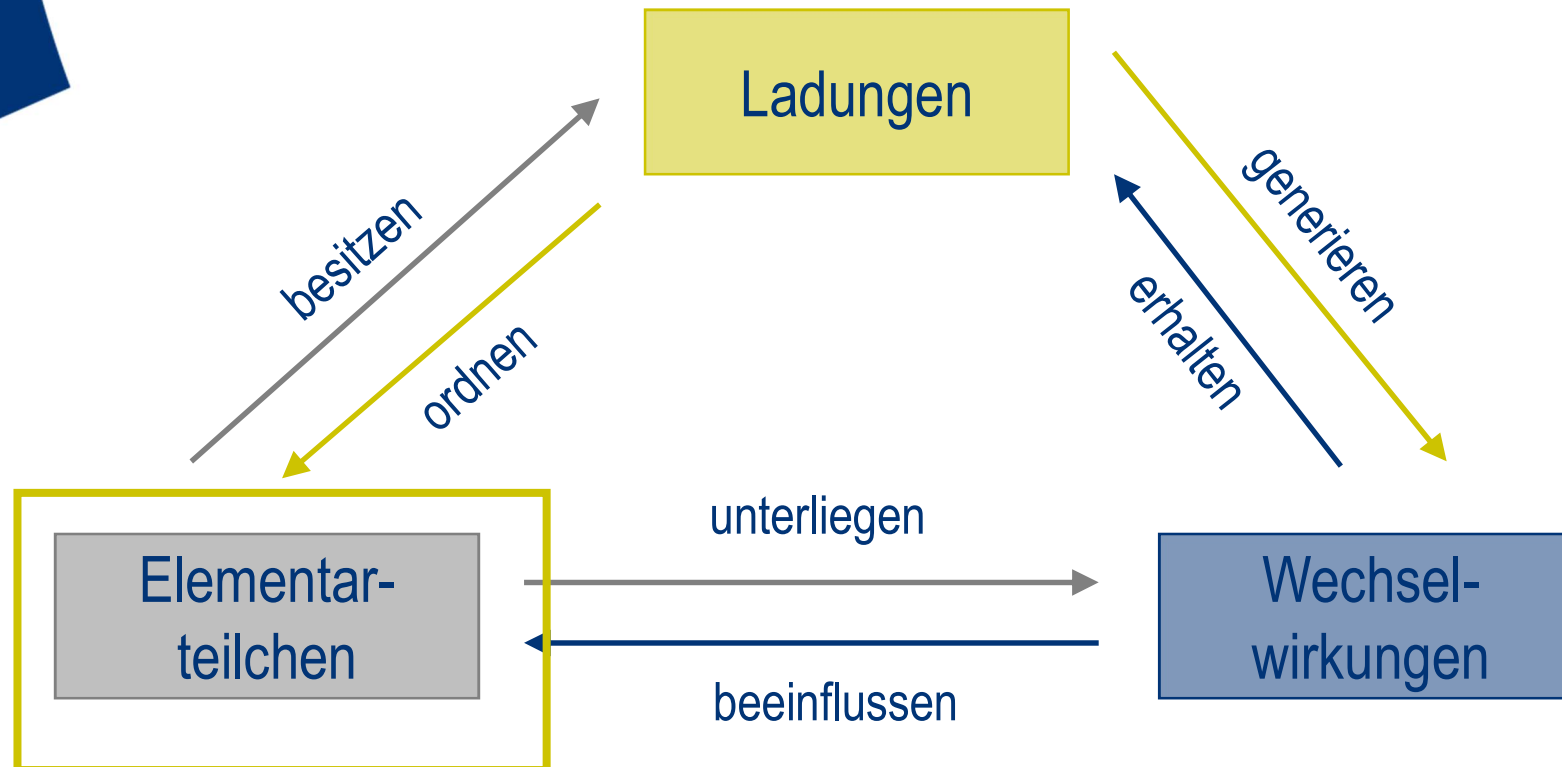 Ladungen
besitzen
ordnen
generieren
erhalten
Elementar-
teilchen
unterliegen
beeinflussen
Wechsel-
wirkungen